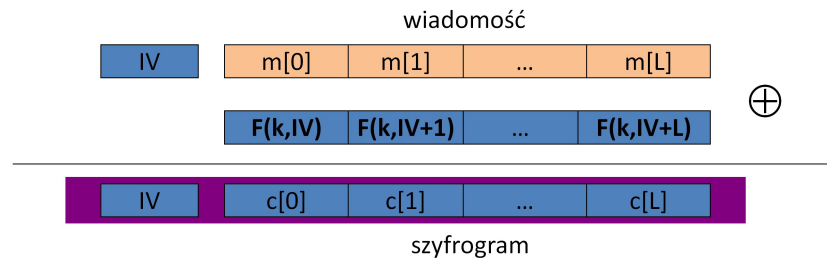 wiadomość
IV m[0] m[1] ... m[L]
⊕
F(k,IV) F(k,IV+1) ... F(k,IV+L)
IV c[0] c[1] ... c[L]
szyfrogram